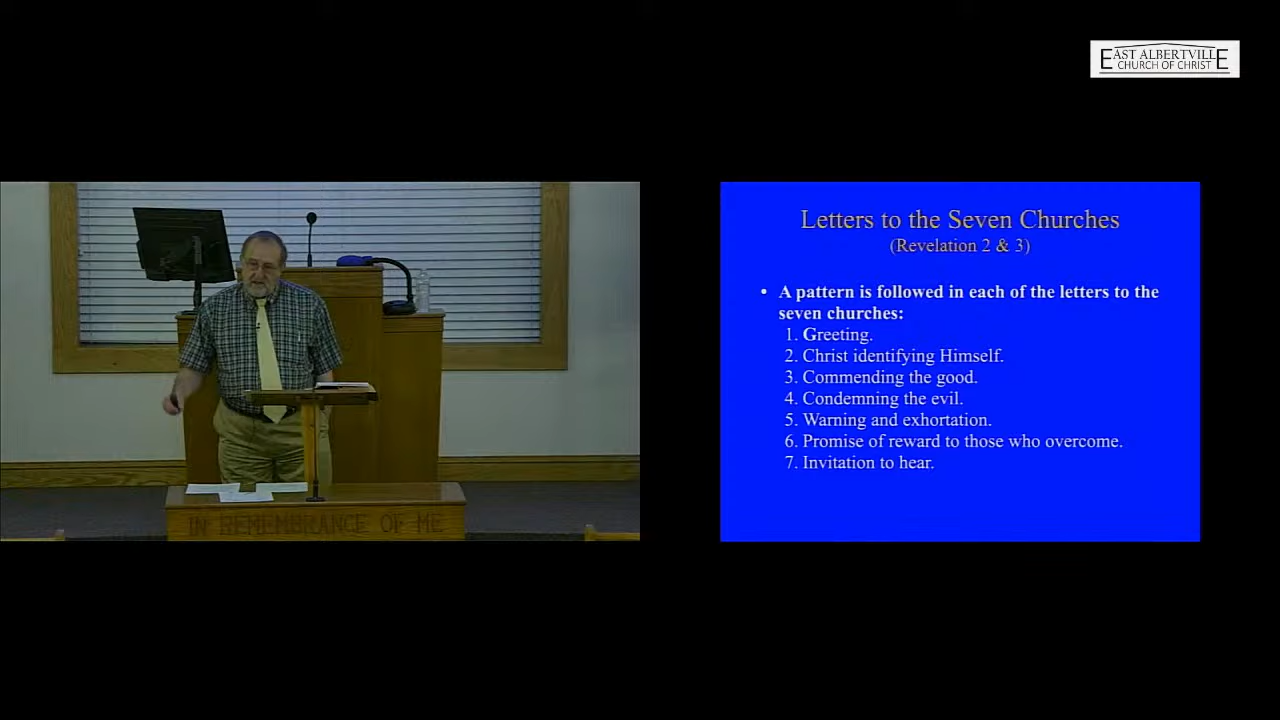 EAST ALBERTVILLE
CHURCH OF CHRIST
Letters to the Seven Churches
(Revelation 2 & 3)
• A pattern is followed in each of the letters to the
seven churches:
1. Greeting.
2. Christ identifying Himself.
3. Commending the good.
4. Condemning the evil.
5. Warning and exhortation.
6. Promise of reward to those who overcome.
7. Invitation to hear.
IN REMEMBRANCE OF ME